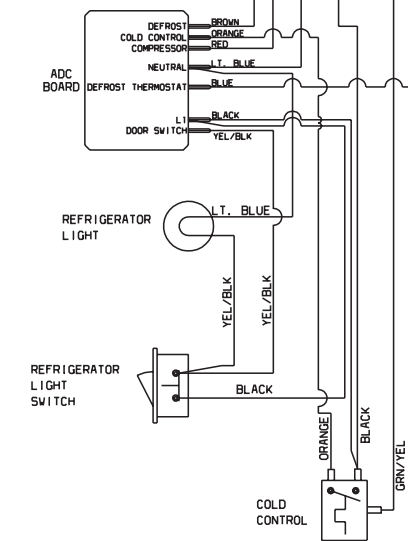 DEFROST
COLD CONTROL
COMPRESSOR
NEUTRAL
DEFROST THERMOSTAT
L1
DOOR SWITCH
ADC
BOARD
BROWN
ORANGE
RED
LT. BLUE
BLUE
BLACK
YEL/BLK
REFRIGERATOR
LIGHT
LT. BLUE
YEL/BLK
YEL/BLK
REFRIGERATOR
LIGHT
SWITCH
BLACK
ORANGE
BLACK
GRN/YEL
COLD
CONTROL